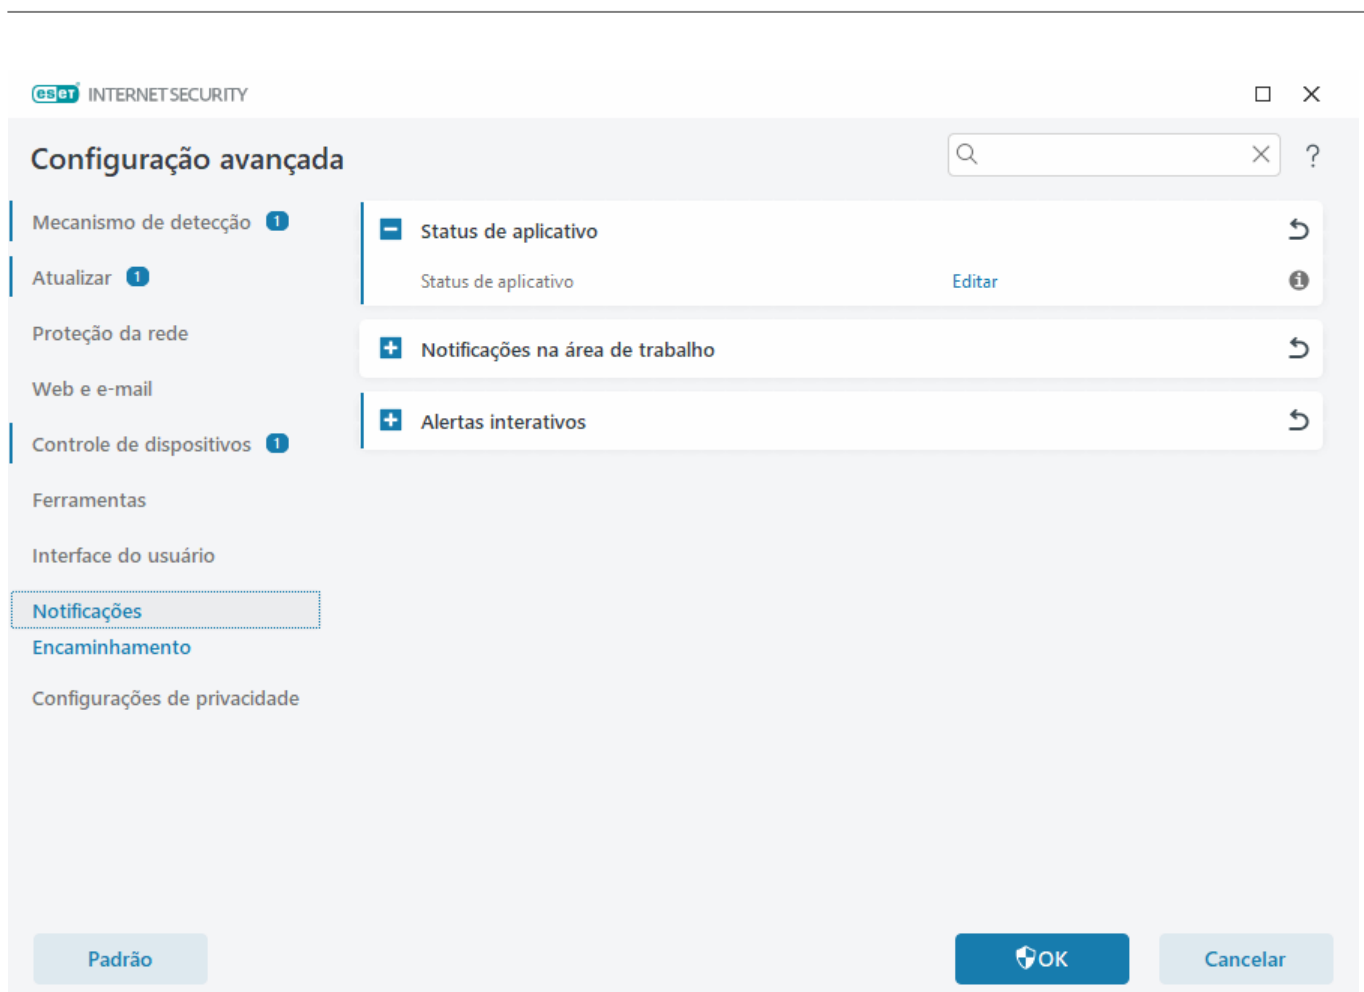 eset INTERNET SECURITY
Configuração avançada
?
Mecanismo de detecção 1
Atualizar 1
Proteção da rede
Web e e-mail
Controle de dispositivos 1
Ferramentas
Interface do usuário
Notificações
Encaminhamento
Configurações de privacidade
Status de aplicativo
Status de aplicativo Editar
Notificações na área de trabalho
Alertas interativos
Padrão
OK
Cancelar